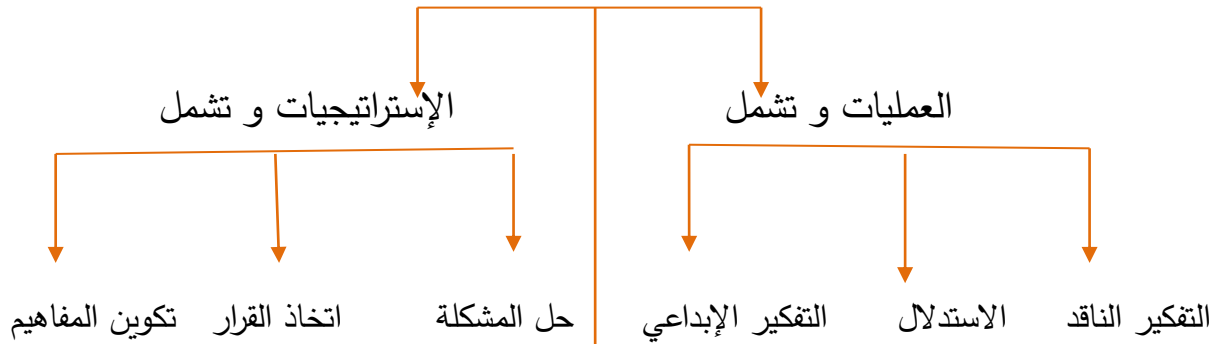 العمليات و تشمل
الإستراتيجيات و تشمل
التفكير الناقد
الاستدلال
التفكير الإبداعي
حل المشكلة
اتخاذ القرار
تكوين المفاهيم